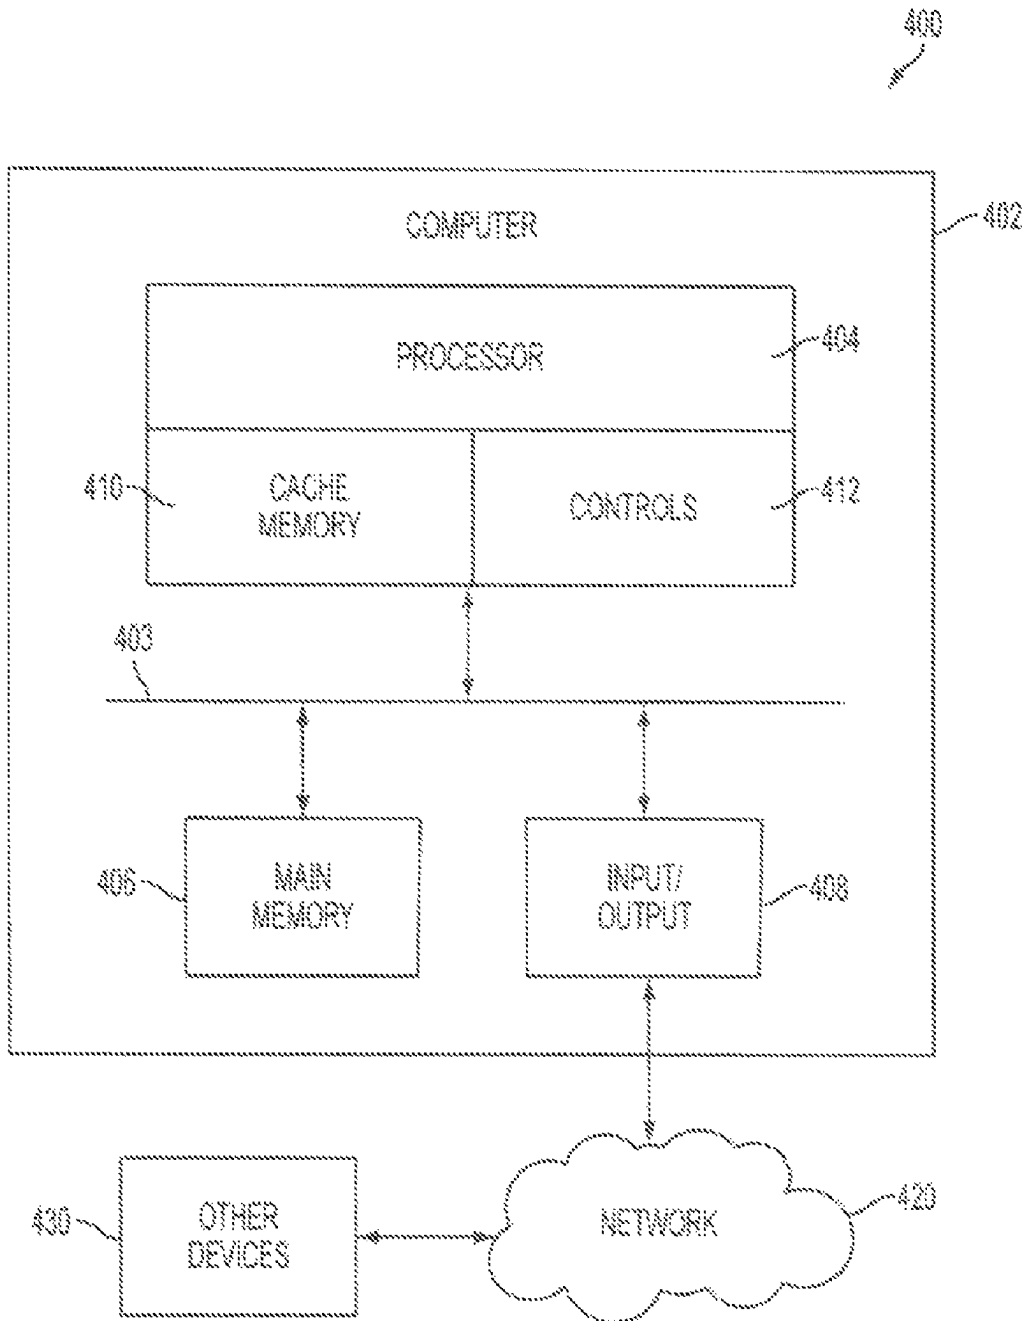 400
COMPUTER
402
PROCESSOR
404
410
CACHE
MEMORY
CONTROLS
412
403
406
MAIN
MEMORY
INPUT/
OUTPUT
408
430
OTHER
DEVICES
NETWORK
420